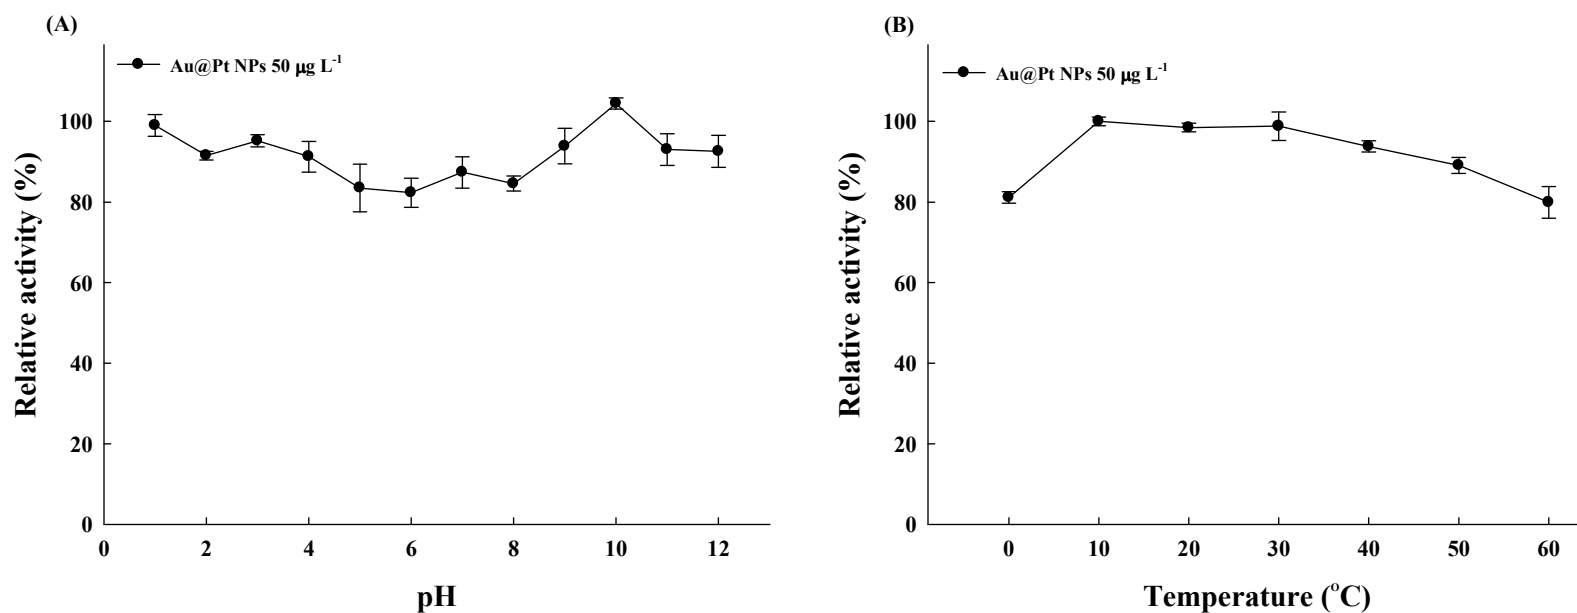 (A)
Au@Pt NPs 50 µg L⁻¹
Relative activity (%)
100
80
60
40
20
0
0 2 4 6 8 10 12
pH
(B)
Au@Pt NPs 50 µg L⁻¹
Relative activity (%)
100
80
60
40
20
0
0 10 20 30 40 50 60
Temperature (°C)